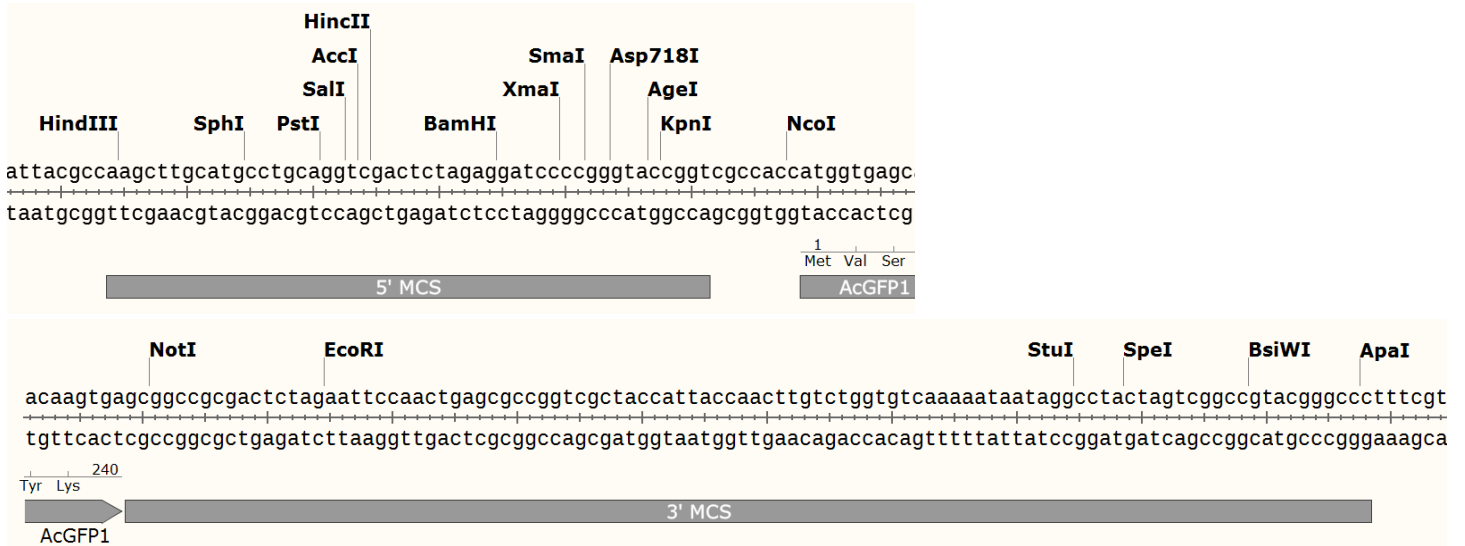 HincII
AccI SmaI Asp718I
SalI XmaI AgeI
HindIII SphI PstI BamHI KpnI NcoI
attacgccaagcttgcatgcctgcaggtcgactctagaggatccccgggtaccggtcgccaccatggtgagc
taatgcggttcgaacgtacggacgtccagctgagatctcctaggggcccatggccagcggtggtaccactcg
1
Met Val Ser
5' MCS AcGFP1
NotI EcoRI StuI SpeI BsiWI ApaI
acaagtgagcggccgcgactctagaattccaactgagcgccggtcgctaccattaccaacttgtctggtgtcaaaaataataggcctactagtcggccgtacgggccctttcgt
tgttcactcgccggcgctgagatcttaaggttgactcgcggccagcgatggtaatggttgaacagaccacagtttttattatccggatgatcagccggcatgcccgggaaagca
240
Tyr Lys
3' MCS
AcGFP1